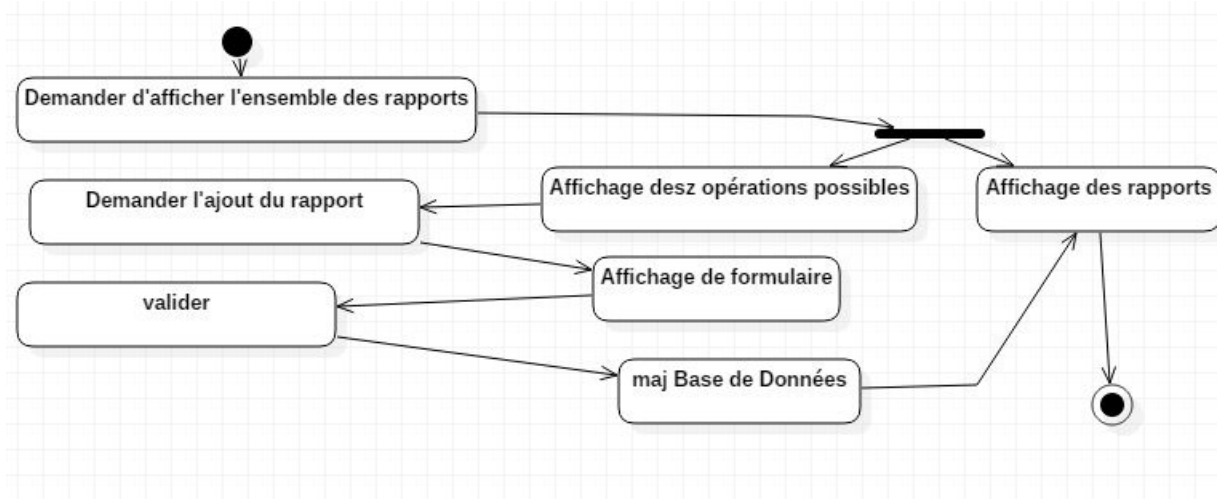 Demander d'afficher l'ensemble des rapports
Affichage desz opérations possibles
Affichage des rapports
Demander l'ajout du rapport
Affichage de formulaire
valider
maj Base de Données